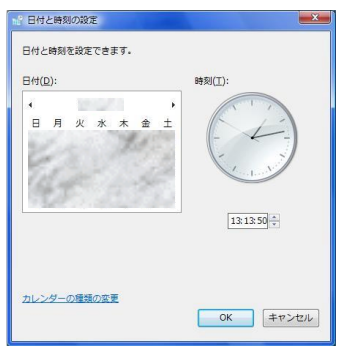 日付と時刻の設定
日付と時刻を設定できます。
日付(D):
時刻(T):
日 月 火 水 木 金 土
13:13:50
カレンダーの種類の変更
OK
キャンセル